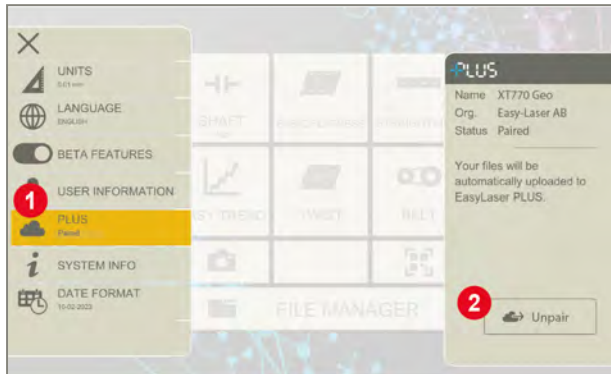 UNITS
0.01 mm
LANGUAGE
ENGLISH
BETA FEATURES
USER INFORMATION
1
PLUS
Paired
SYSTEM INFO
DATE FORMAT
10-02-2023
SHAFT
TWIST
BELT
FILE MANAGER
PLUS
Name XT770 Geo
Org. Easy-Laser AB
Status Paired
Your files will be
automatically uploaded to
EasyLaser PLUS.
2
Unpair